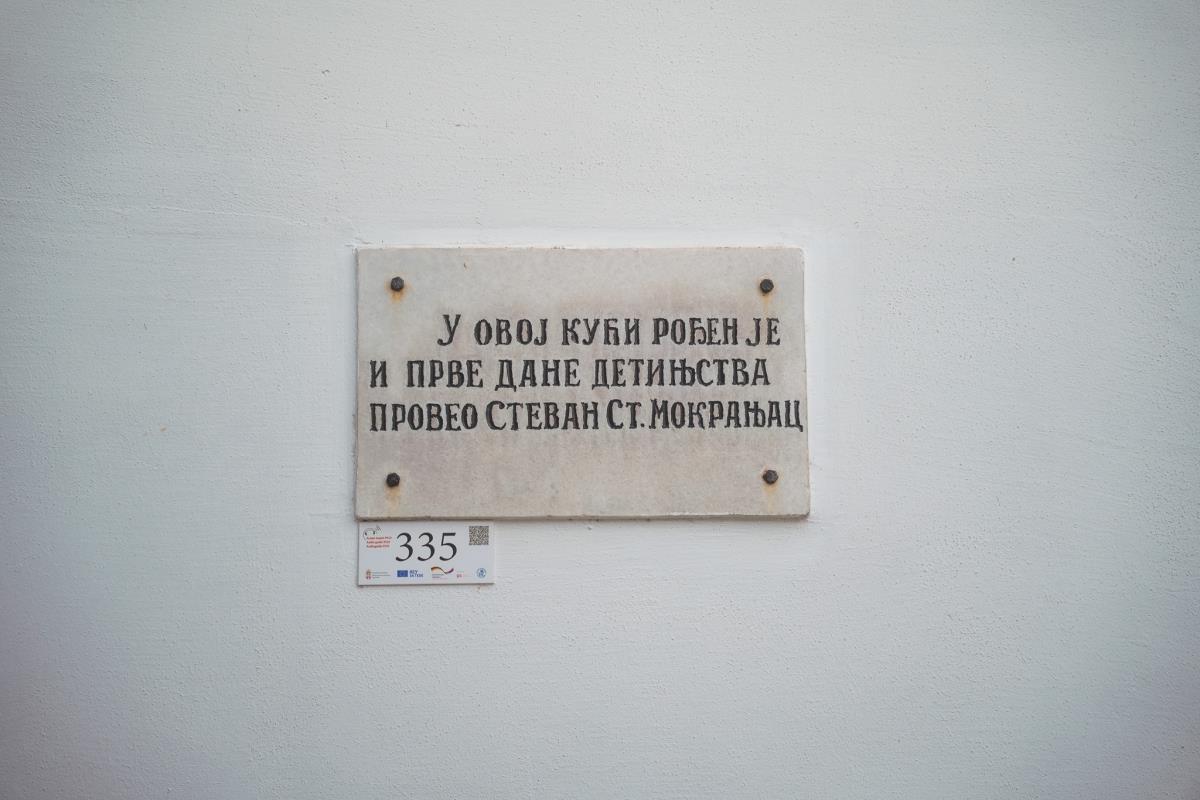 У ОВОЈ КУЋИ РОЂЕН ЈЕ
И ПРВЕ ДАНЕ ДЕТИЊСТВА
ПРОВЕО СТЕВАН СТ. МОКРАЊАЦ
335